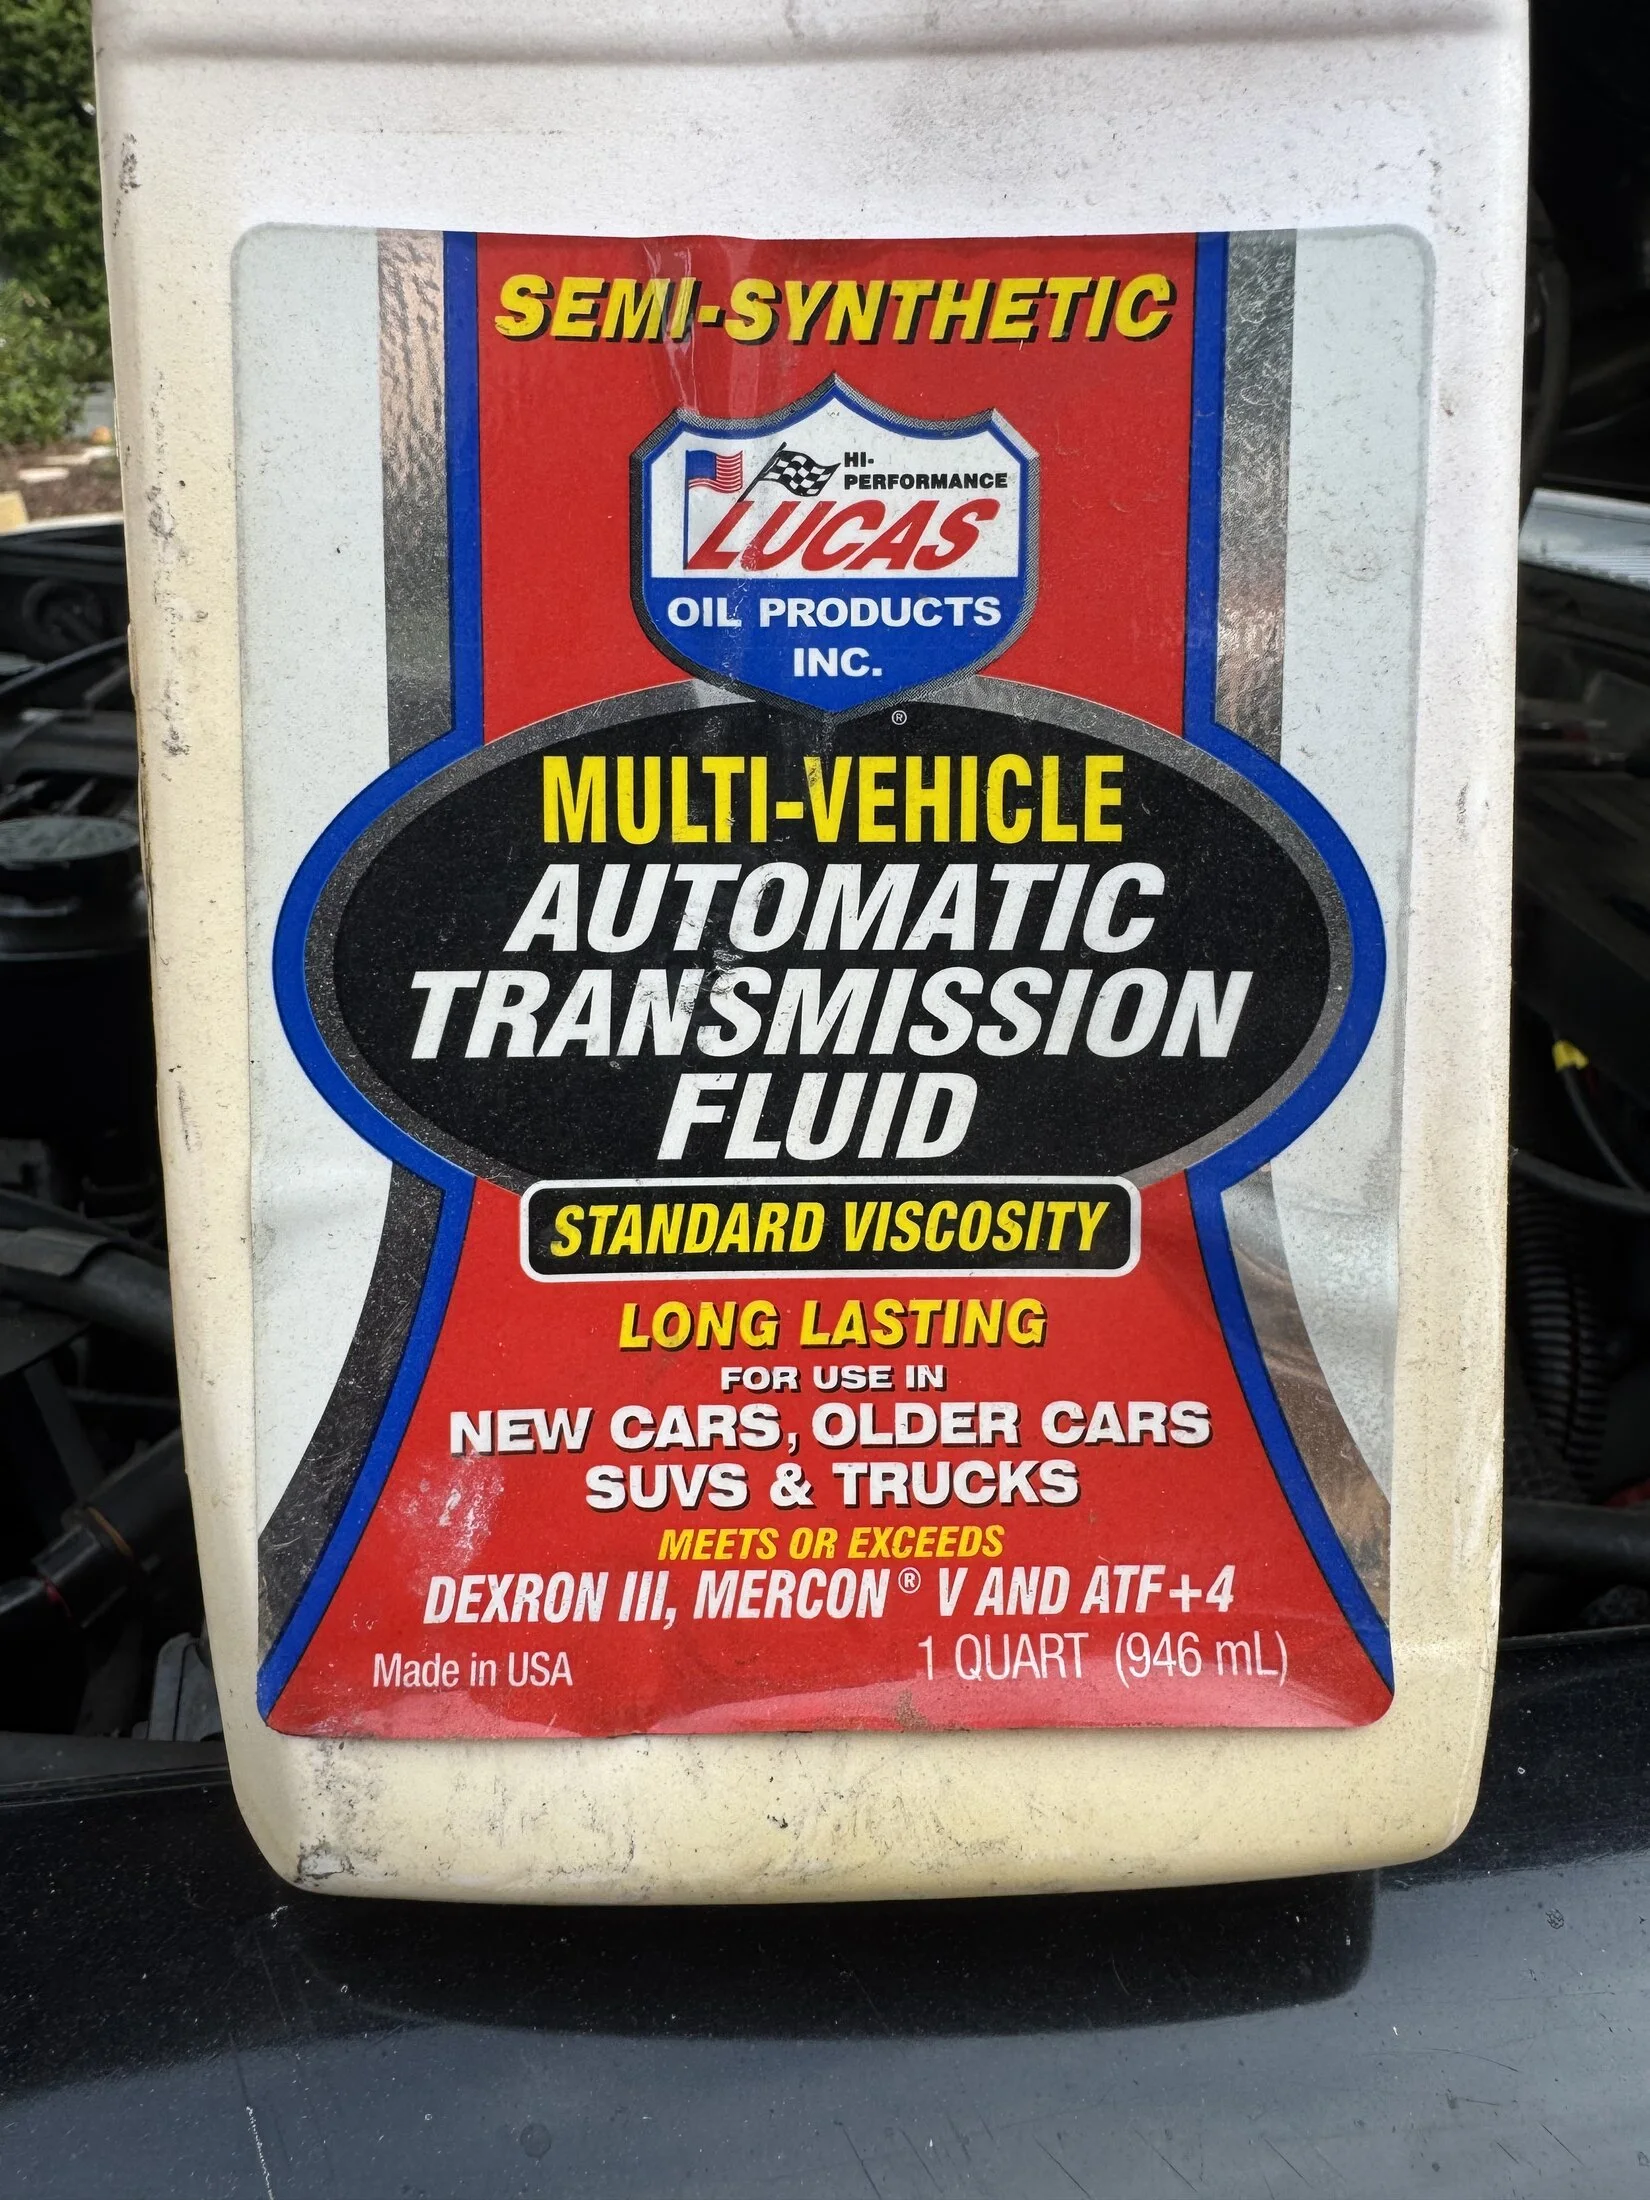 SEMI-SYNTHETIC
HI-
PERFORMANCE
LUCAS
OIL PRODUCTS
INC.
®
MULTI-VEHICLE
AUTOMATIC
TRANSMISSION
FLUID
STANDARD VISCOSITY
LONG LASTING
FOR USE IN
NEW CARS, OLDER CARS
SUVS & TRUCKS
MEETS OR EXCEEDS
DEXRON III, MERCON® V AND ATF+4
Made in USA 1 QUART (946 mL)